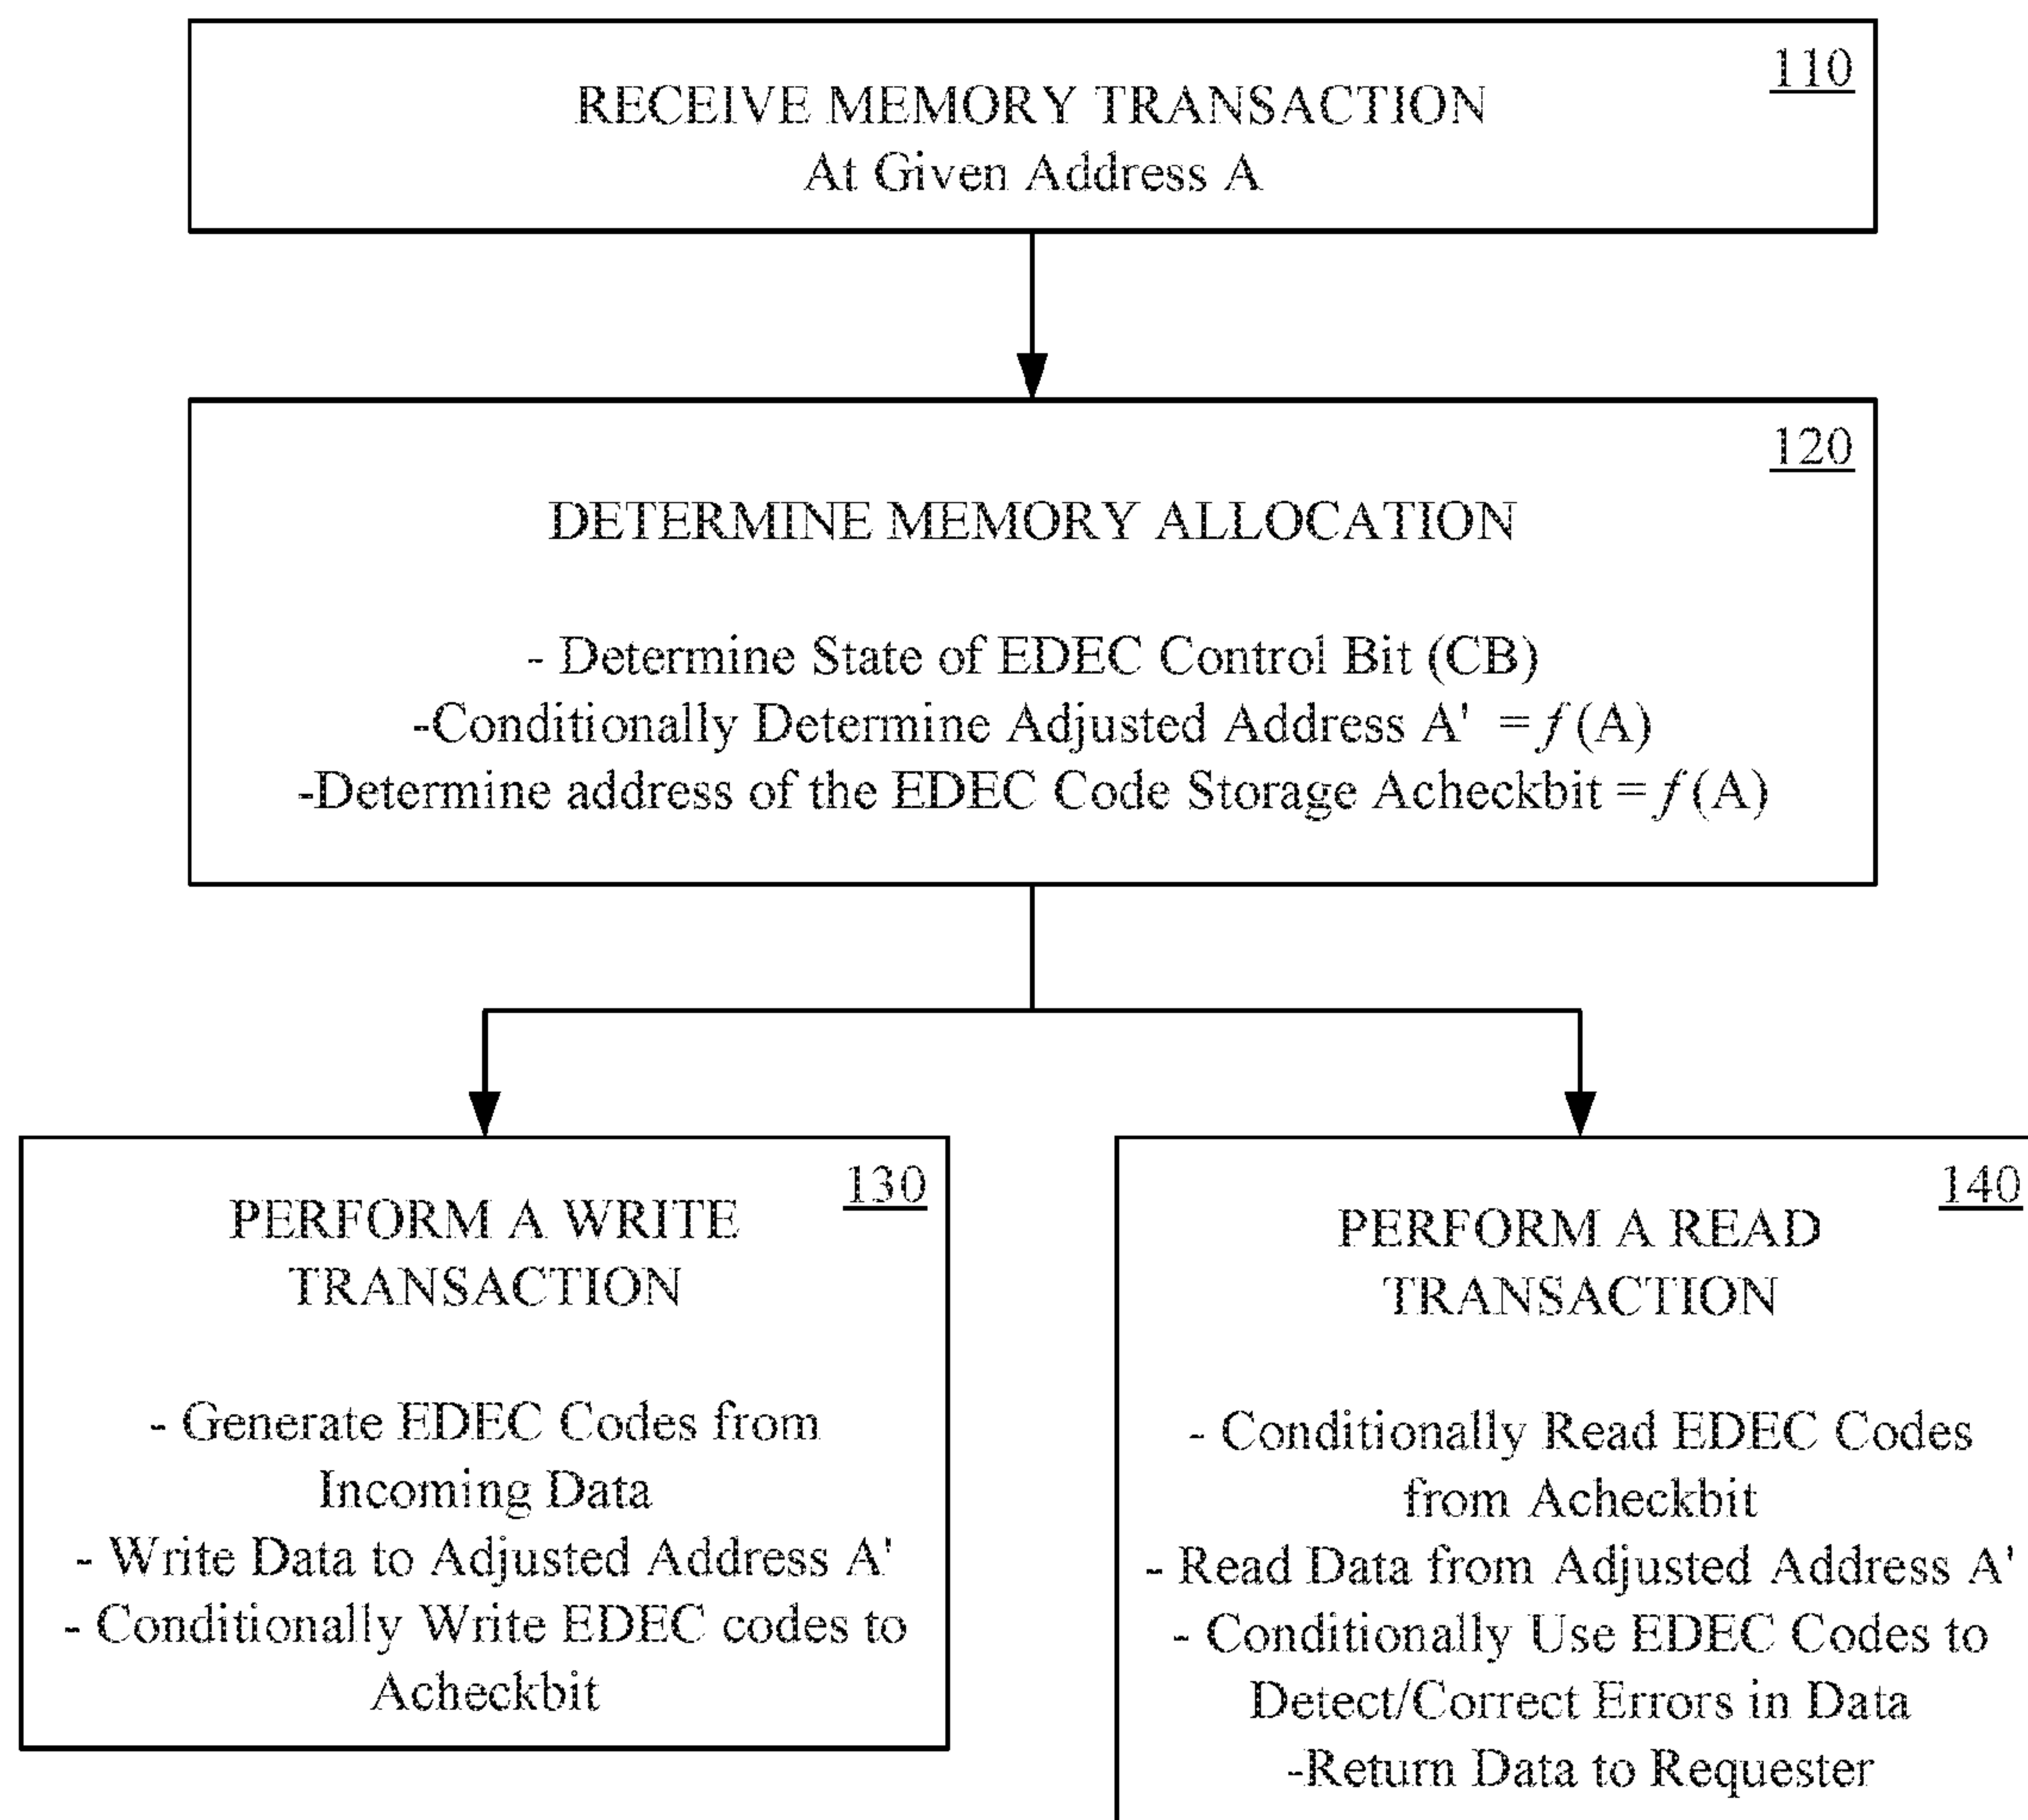 110
RECEIVE MEMORY TRANSACTION
At Given Address A
120
DETERMINE MEMORY ALLOCATION
- Determine State of EDEC Control Bit (CB)
-Conditionally Determine Adjusted Address A' = f (A)
-Determine address of the EDEC Code Storage Acheckbit = f (A)
130
PERFORM A WRITE
TRANSACTION
- Generate EDEC Codes from
Incoming Data
- Write Data to Adjusted Address A'
- Conditionally Write EDEC codes to
Acheckbit
140
PERFORM A READ
TRANSACTION
- Conditionally Read EDEC Codes
from Acheckbit
- Read Data from Adjusted Address A'
- Conditionally Use EDEC Codes to
Detect/Correct Errors in Data
-Return Data to Requester